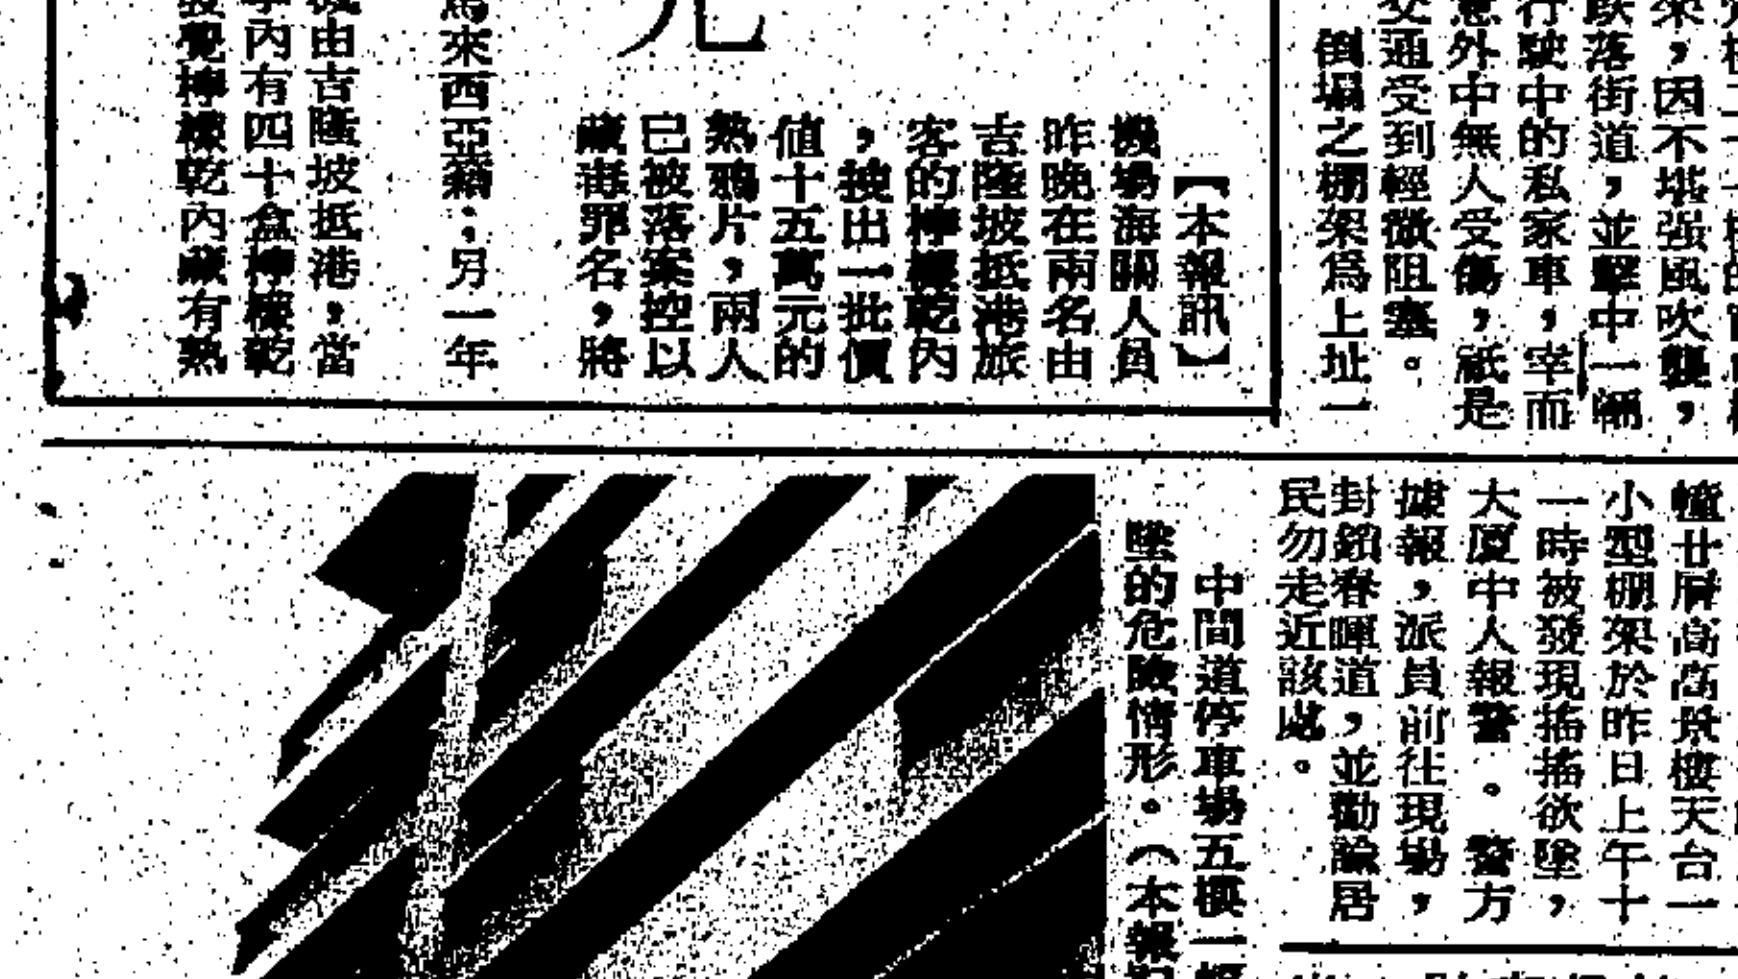 元
【本報訊】
機場海關人員
昨晚在兩名由
吉隆坡抵港旅
客的檸檬乾內
，搜出一批價
值十五萬元的
熟鴉片，兩人
已被落案控以
藏毒罪名，將
馬來西亞籍；另一年
機由吉隆坡抵港，當
內有四十盒檸檬乾
發覺檸檬乾內藏有熟
架，因不堪强風吹襲，
跌落街道，並擊中一輛
行駛中的私家車，幸而
意外中無人受傷，祇是
交通受到輕微阻塞。
倒塌之棚架爲上址一
幢廿層高高景樓天台一
小型棚架於昨日上午十
一時被發現搖搖欲墜，
大厦中人報警。警方
據報，派員前往現場，
封銘春暉道，並勸諭居
民勿走近該處。
中間道停車場五樓一幅
墜的危險情形。（本報記